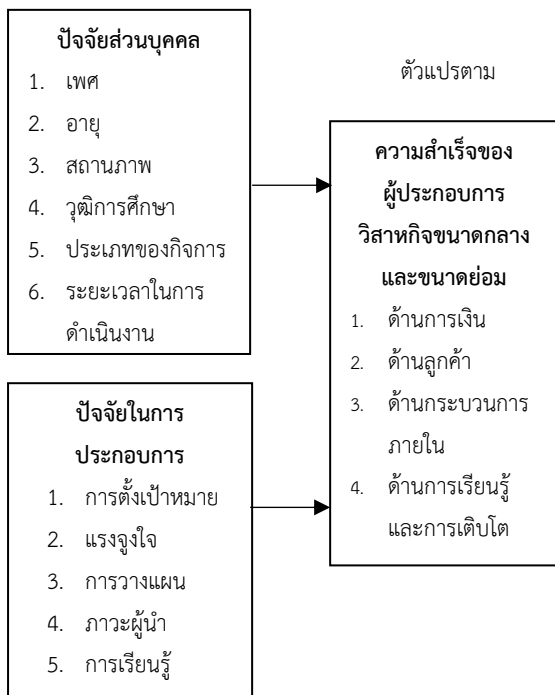 ปัจจัยส่วนบุคคล
1. เพศ
2. อายุ
3. สถานภาพ
4. วุฒิการศึกษา
5. ประเภทของกิจการ
6. ระยะเวลาในการ
ดำเนินงาน
ปัจจัยในการ
ประกอบการ
1. การตั้งเป้าหมาย
2. แรงจูงใจ
3. การวางแผน
4. ภาวะผู้นำ
5. การเรียนรู้
ตัวแปรตาม
ความสำเร็จของ
ผู้ประกอบการ
วิสาหกิจขนาดกลาง
และขนาดย่อม
1. ด้านการเงิน
2. ด้านลูกค้า
3. ด้านกระบวนการ
ภายใน
4. ด้านการเรียนรู้
และการเติบโต